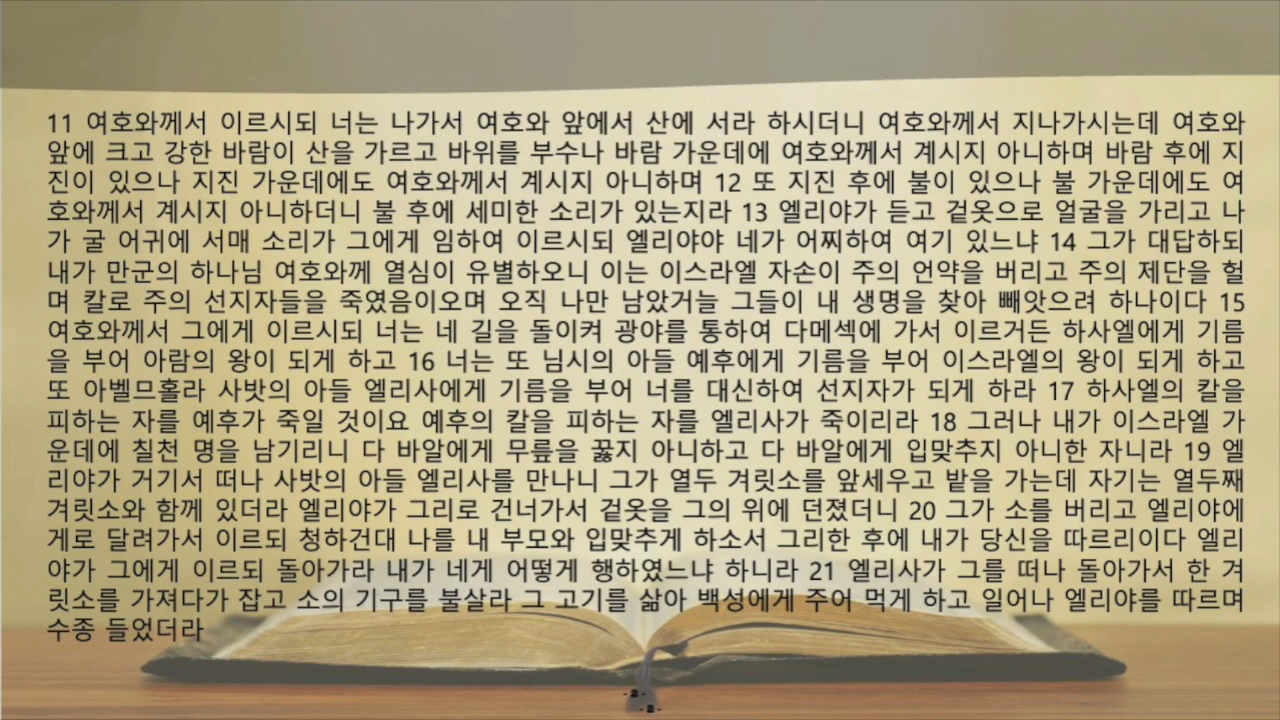 11 여호와께서 이르시되 너는 나가서 여호와 앞에서 산에 서라 하시더니 여호와께서 지나가시는데 여호와
앞에 크고 강한 바람이 산을 가르고 바위를 부수나 바람 가운데에 여호와께서 계시지 아니하며 바람 후에 지
진이 있으나 지진 가운데에도 여호와께서 계시지 아니하며 12 또 지진 후에 불이 있으나 불 가운데에도 여
호와께서 계시지 아니하더니 불 후에 세미한 소리가 있는지라 13 엘리야가 듣고 겉옷으로 얼굴을 가리고 나
가 굴 어귀에 서매 소리가 그에게 임하여 이르시되 엘리야야 네가 어찌하여 여기 있느냐 14 그가 대답하되
내가 만군의 하나님 여호와께 열심이 유별하오니 이는 이스라엘 자손이 주의 언약을 버리고 주의 제단을 헐
며 칼로 주의 선지자들을 죽였음이오며 오직 나만 남았거늘 그들이 내 생명을 찾아 빼앗으려 하나이다 15
여호와께서 그에게 이르시되 너는 네 길을 돌이켜 광야를 통하여 다메섹에 가서 이르거든 하사엘에게 기름
을 부어 아람의 왕이 되게 하고 16 너는 또 님시의 아들 예후에게 기름을 부어 이스라엘의 왕이 되게 하고
또 아벨므홀라 사밧의 아들 엘리사에게 기름을 부어 너를 대신하여 선지자가 되게 하라 17 하사엘의 칼을
피하는 자를 예후가 죽일 것이요 예후의 칼을 피하는 자를 엘리사가 죽이리라 18 그러나 내가 이스라엘 가
운데에 칠천 명을 남기리니 다 바알에게 무릎을 꿇지 아니하고 다 바알에게 입맞추지 아니한 자니라 19 엘
리야가 거기서 떠나 사밧의 아들 엘리사를 만나니 그가 열두 겨릿소를 앞세우고 밭을 가는데 자기는 열두째
겨릿소와 함께 있더라 엘리야가 그리로 건너가서 겉옷을 그의 위에 던졌더니 20 그가 소를 버리고 엘리야에
게로 달려가서 이르되 청하건대 나를 내 부모와 입맞추게 하소서 그리한 후에 내가 당신을 따르리이다 엘리
야가 그에게 이르되 돌아가라 내가 네게 어떻게 행하였느냐 하니라 21 엘리사가 그를 떠나 돌아가서 한 겨
릿소를 가져다가 잡고 소의 기구를 불살라 그 고기를 삶아 백성에게 주어 먹게 하고 일어나 엘리야를 따르며
수종 들었더라
- 2 -
- 2 -